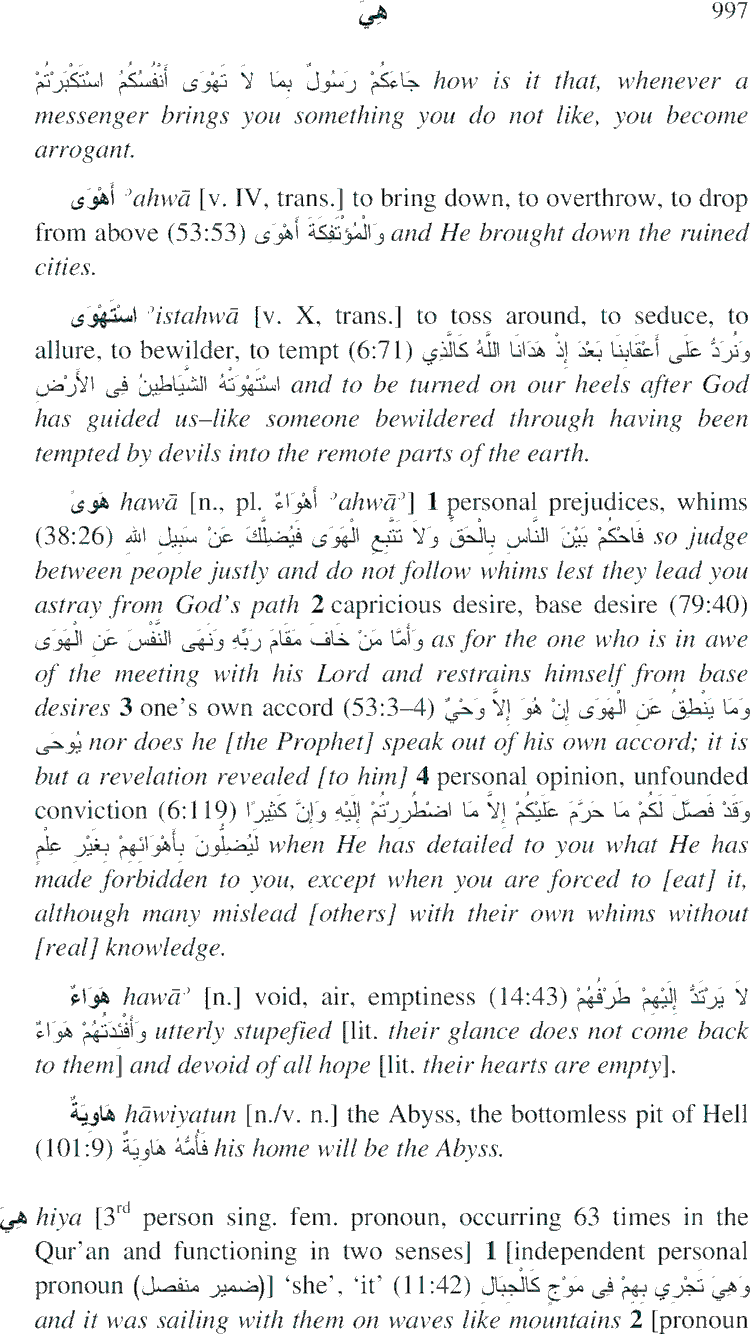 هِيَ 997
جَاءَكُمْ رَسُولٌ بِمَا لاَ تَهْوَى أَنْفُسُكُمُ اسْتَكْبَرْتُمْ how is it that, whenever a
messenger brings you something you do not like, you become
arrogant.
أَهْوَى ʾahwā [v. IV, trans.] to bring down, to overthrow, to drop
from above (53:53) وَالْمُؤْتَفِكَةَ أَهْوَى and He brought down the ruined
cities.
اسْتَهْوَى ʾistahwā [v. X, trans.] to toss around, to seduce, to
allure, to bewilder, to tempt (6:71) وَنُرَدُّ عَلَى أَعْقَابِنَا بَعْدَ إِذْ هَدَانَا اللَّهُ كَالَّذِي
اسْتَهْوَتْهُ الشَّيَاطِينُ فِى الأَرْضِ and to be turned on our heels after God
has guided us–like someone bewildered through having been
tempted by devils into the remote parts of the earth.
هَوىً hawā [n., pl. أَهْوَاءٌ ʾahwāʾ] 1 personal prejudices, whims
(38:26) فَاحْكُمْ بَيْنَ النَّاسِ بِالْحَقِّ وَلاَ تَتَّبِعِ الْهَوَى فَيُضِلَّكَ عَنْ سَبِيلِ اللهِ so judge
between people justly and do not follow whims lest they lead you
astray from God's path 2 capricious desire, base desire (79:40)
وَأَمَّا مَنْ خَافَ مَقَامَ رَبِّهِ وَنَهَى النَّفْسَ عَنِ الْهَوَى as for the one who is in awe
of the meeting with his Lord and restrains himself from base
desires 3 one's own accord (53:3–4) وَمَا يَنْطِقُ عَنِ الْهَوَى إِنْ هُوَ إِلاَّ وَحْيٌ
يُوحَى nor does he [the Prophet] speak out of his own accord; it is
but a revelation revealed [to him] 4 personal opinion, unfounded
conviction (6:119) وَقَدْ فَصَّلَ لَكُمْ مَا حَرَّمَ عَلَيْكُمْ إِلاَّ مَا اضْطُرِرْتُمْ إِلَيْهِ وَإِنَّ كَثِيرًا
لَيُضِلُّونَ بِأَهْوَائِهِمْ بِغَيْرِ عِلْمٍ when He has detailed to you what He has
made forbidden to you, except when you are forced to [eat] it,
although many mislead [others] with their own whims without
[real] knowledge.
هَوَاءٌ hawāʾ [n.] void, air, emptiness (14:43) لاَ يَرْتَدُّ إِلَيْهِمْ طَرْفُهُمْ
وَأَفْئِدَتُهُمْ هَوَاءٌ utterly stupefied [lit. their glance does not come back
to them] and devoid of all hope [lit. their hearts are empty].
هَاوِيَةٌ hāwiyatun [n./v. n.] the Abyss, the bottomless pit of Hell
(101:9) فَأُمُّهُ هَاوِيَةٌ his home will be the Abyss.
هِيَ hiya [3rd person sing. fem. pronoun, occurring 63 times in the
Qur'an and functioning in two senses] 1 [independent personal
pronoun (ضمير منفصل)] 'she', 'it' (11:42) وَهِيَ تَجْرِي بِهِمْ فِى مَوْجٍ كَالْجِبَالِ
and it was sailing with them on waves like mountains 2 [pronoun